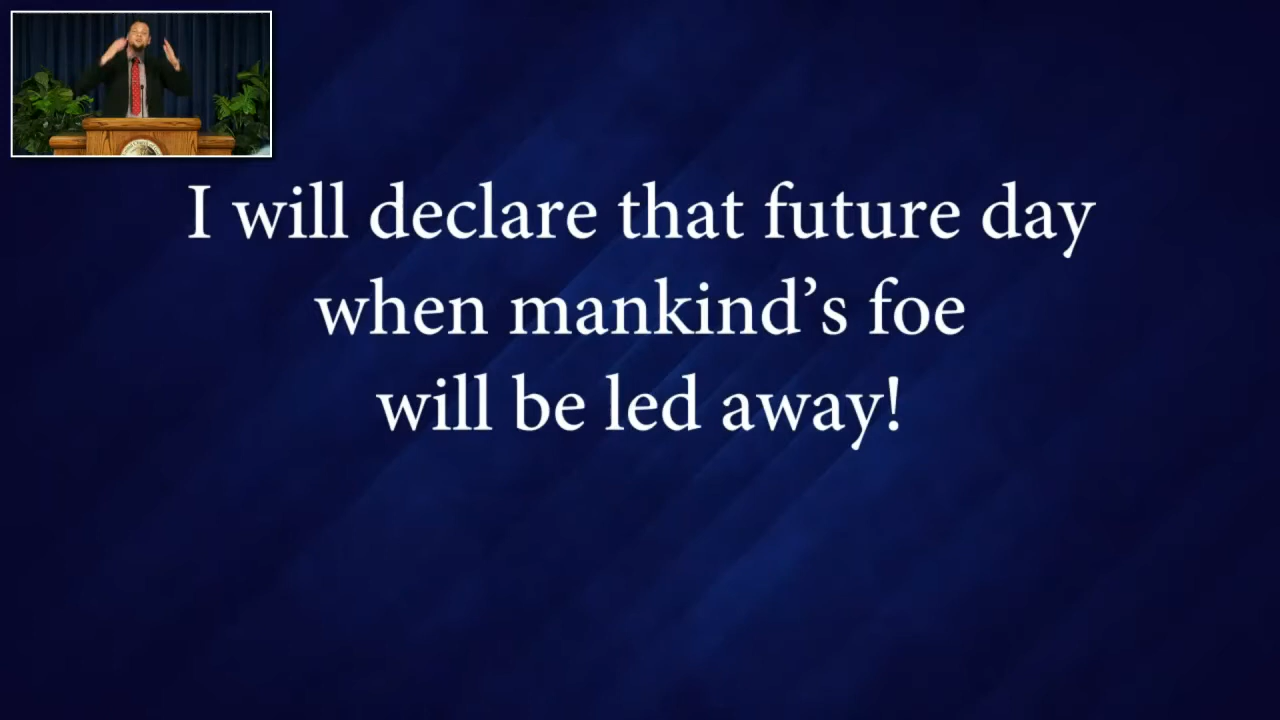 I will declare that future day
when mankind’s foe
will be led away!